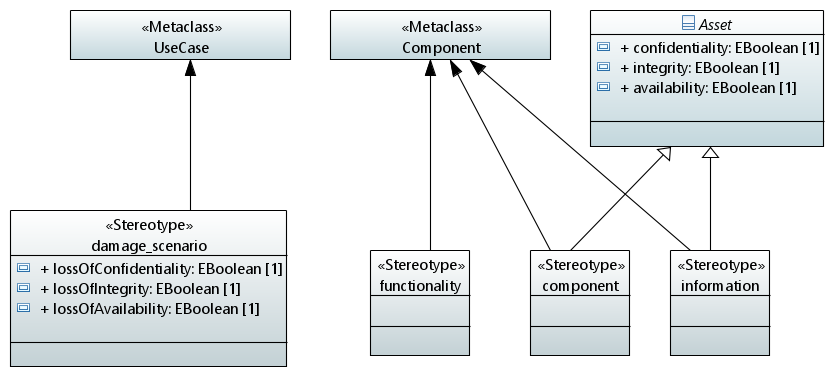 «Metaclass»
UseCase
«Metaclass»
Component
Asset
+ confidentiality: EBoolean [1]
+ integrity: EBoolean [1]
+ availability: EBoolean [1]
«Stereotype»
damage_scenario
+ lossOfConfidentiality: EBoolean [1]
+ lossOfIntegrity: EBoolean [1]
+ lossOfAvailability: EBoolean [1]
«Stereotype»
functionality
«Stereotype»
component
«Stereotype»
information